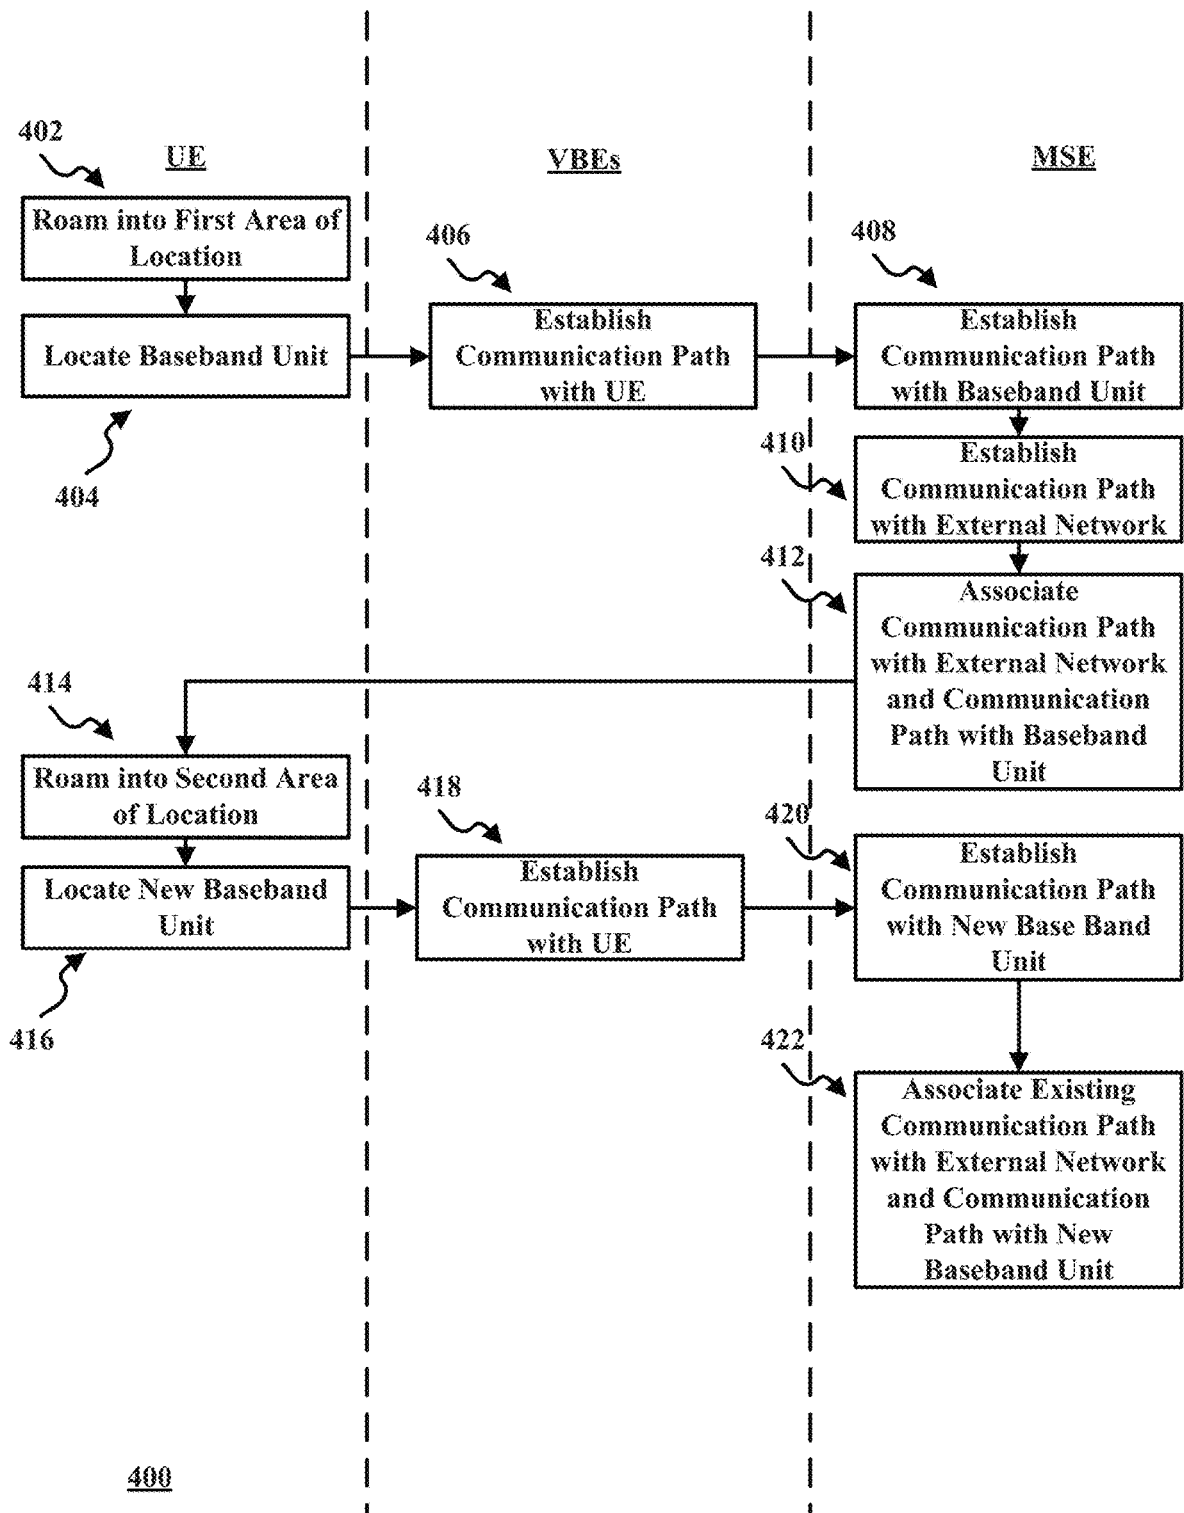 402
UE
VBEs
MSE
Roam into First Area of
Location
406
408
Locate Baseband Unit
Establish
Communication Path
with UE
Establish
Communication Path
with Baseband Unit
404
410
Establish
Communication Path
with External Network
412
Associate
Communication Path
with External Network
and Communication
Path with Baseband
Unit
414
Roam into Second Area
of Location
418
420
Locate New Baseband
Unit
Establish
Communication Path
with UE
Establish
Communication Path
with New Base Band
Unit
416
422
Associate Existing
Communication Path
with External Network
and Communication
Path with New
Baseband Unit
400